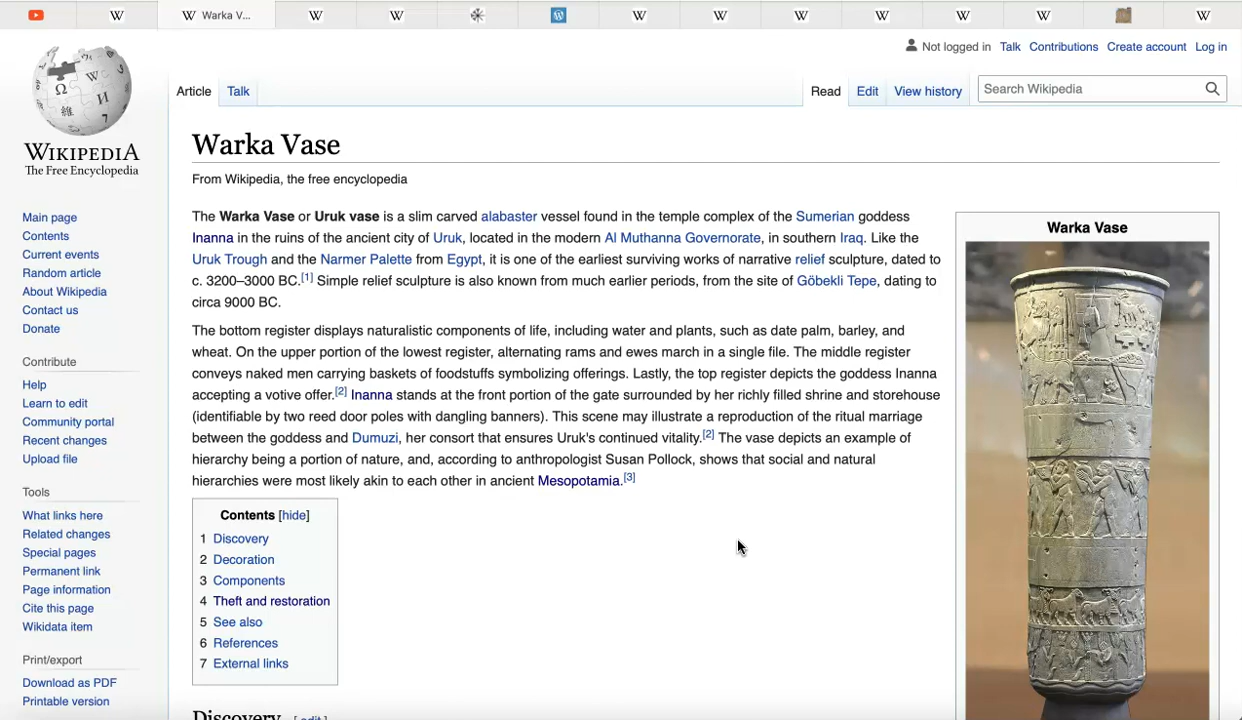 Warka V...
Not logged in Talk Contributions Create account Log in
Article Talk Read Edit View history Search Wikipedia
WIKIPEDIA
The Free Encyclopedia
Main page
Contents
Current events
Random article
About Wikipedia
Contact us
Donate
Contribute
Help
Learn to edit
Community portal
Recent changes
Upload file
Tools
What links here
Related changes
Special pages
Permanent link
Page information
Cite this page
Wikidata item
Print/export
Download as PDF
Printable version
Warka Vase
From Wikipedia, the free encyclopedia
The Warka Vase or Uruk vase is a slim carved alabaster vessel found in the temple complex of the Sumerian goddess
Inanna in the ruins of the ancient city of Uruk, located in the modern Al Muthanna Governorate, in southern Iraq. Like the
Uruk Trough and the Narmer Palette from Egypt, it is one of the earliest surviving works of narrative relief sculpture, dated to
c. 3200–3000 BC.[1] Simple relief sculpture is also known from much earlier periods, from the site of Göbekli Tepe, dating to
circa 9000 BC.
The bottom register displays naturalistic components of life, including water and plants, such as date palm, barley, and
wheat. On the upper portion of the lowest register, alternating rams and ewes march in a single file. The middle register
conveys naked men carrying baskets of foodstuffs symbolizing offerings. Lastly, the top register depicts the goddess Inanna
accepting a votive offer.[2] Inanna stands at the front portion of the gate surrounded by her richly filled shrine and storehouse
(identifiable by two reed door poles with dangling banners). This scene may illustrate a reproduction of the ritual marriage
between the goddess and Dumuzi, her consort that ensures Uruk's continued vitality.[2] The vase depicts an example of
hierarchy being a portion of nature, and, according to anthropologist Susan Pollock, shows that social and natural
hierarchies were most likely akin to each other in ancient Mesopotamia.[3]
Contents [hide]
1 Discovery
2 Decoration
3 Components
4 Theft and restoration
5 See also
6 References
7 External links
Discovery [ edit ]
Warka Vase